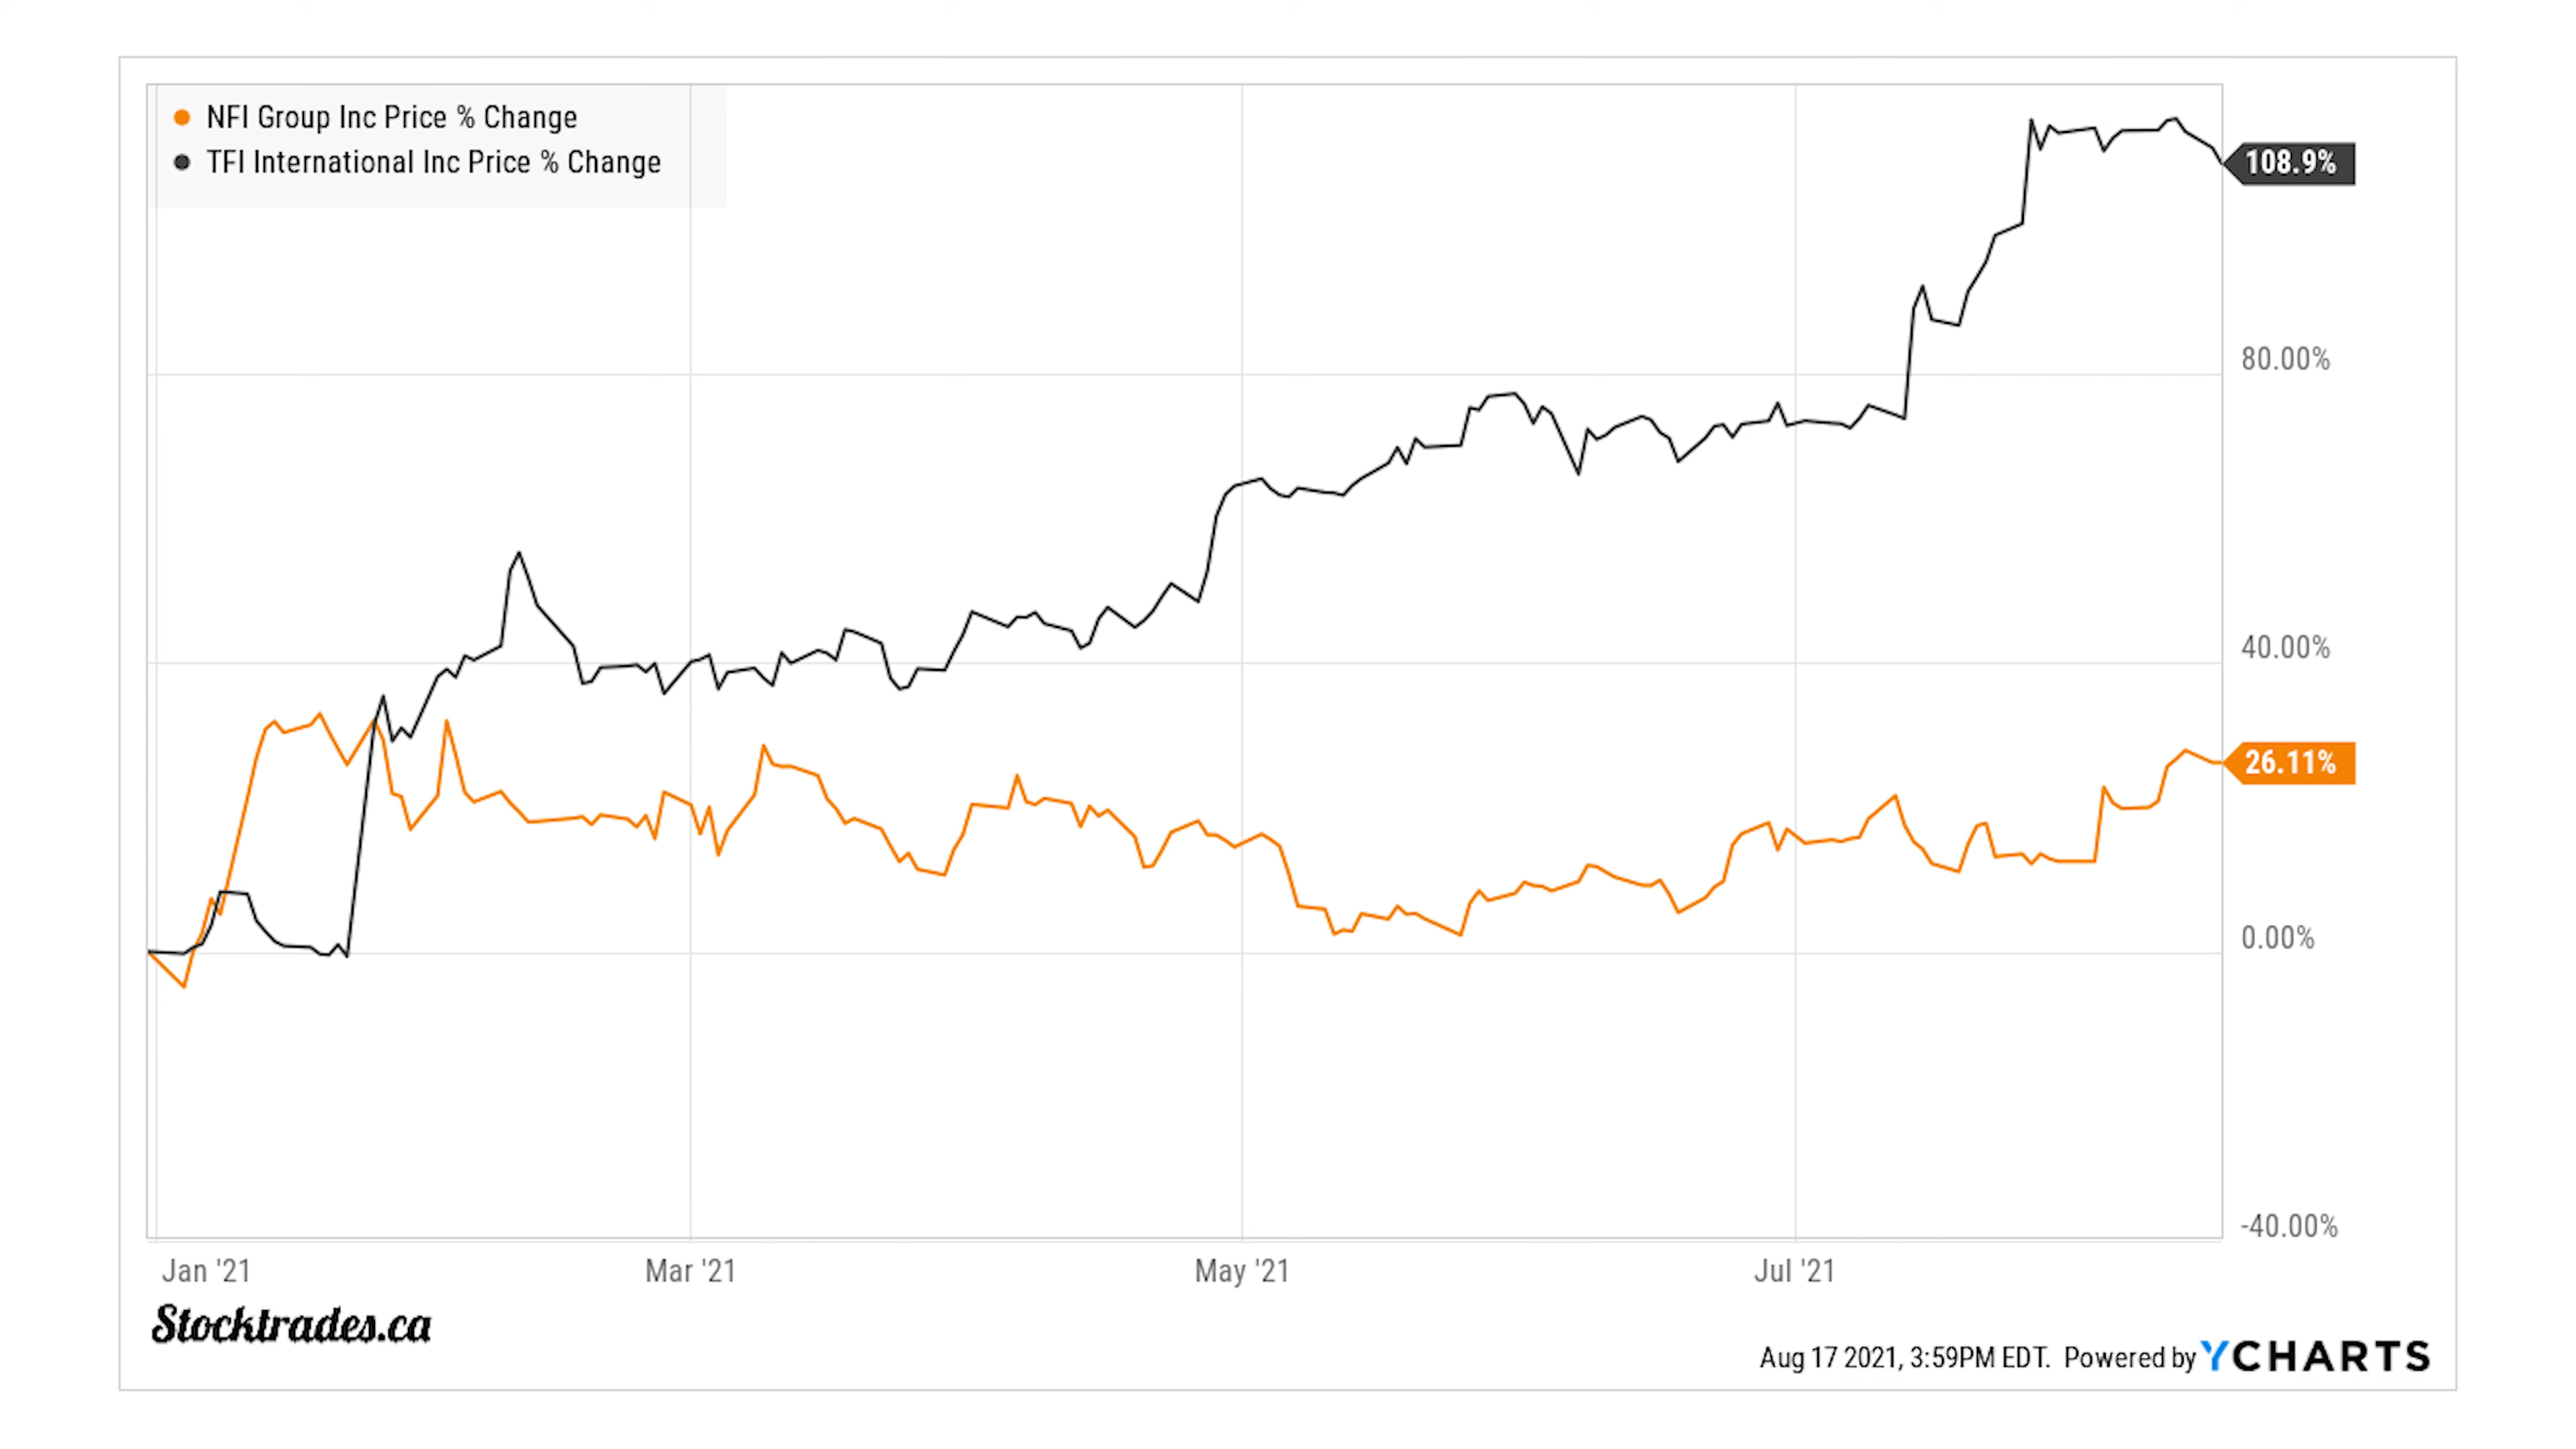 NFI Group Inc Price % Change
TFI International Inc Price % Change
108.9%
80.00%
40.00%
26.11%
0.00%
-40.00%
Jan '21 Mar '21 May '21 Jul '21
Stocktrades.ca
Aug 17 2021, 3:59PM EDT. Powered by YCHARTS